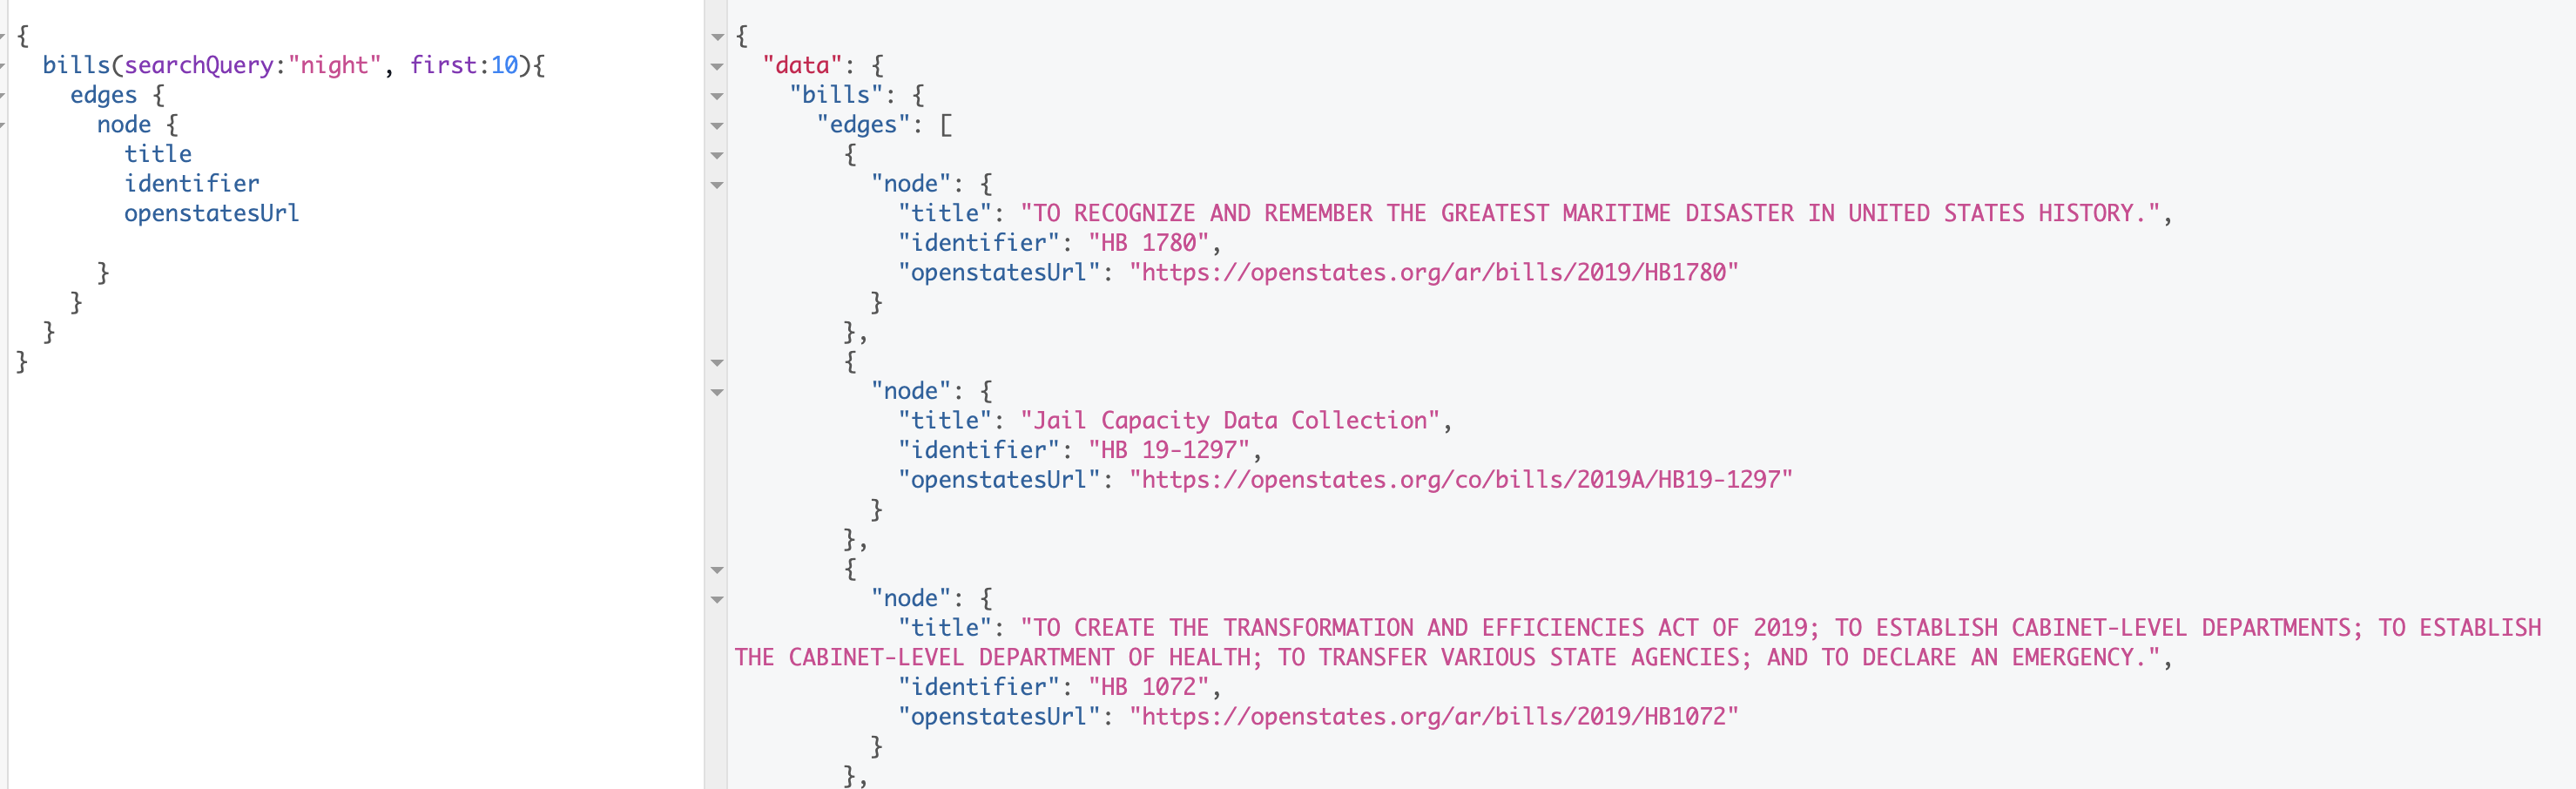 {
  bills(searchQuery:"night", first:10){
    edges {
      node {
        title
        identifier
        openstatesUrl
      }
    }
  }
}
{
  "data": {
    "bills": {
      "edges": [
        {
          "node": {
            "title": "TO RECOGNIZE AND REMEMBER THE GREATEST MARITIME DISASTER IN UNITED STATES HISTORY.",
            "identifier": "HB 1780",
            "openstatesUrl": "https://openstates.org/ar/bills/2019/HB1780"
          }
        },
        {
          "node": {
            "title": "Jail Capacity Data Collection",
            "identifier": "HB 19-1297",
            "openstatesUrl": "https://openstates.org/co/bills/2019A/HB19-1297"
          }
        },
        {
          "node": {
            "title": "TO CREATE THE TRANSFORMATION AND EFFICIENCIES ACT OF 2019; TO ESTABLISH CABINET-LEVEL DEPARTMENTS; TO ESTABLISH
THE CABINET-LEVEL DEPARTMENT OF HEALTH; TO TRANSFER VARIOUS STATE AGENCIES; AND TO DECLARE AN EMERGENCY.",
            "identifier": "HB 1072",
            "openstatesUrl": "https://openstates.org/ar/bills/2019/HB1072"
          }
        },